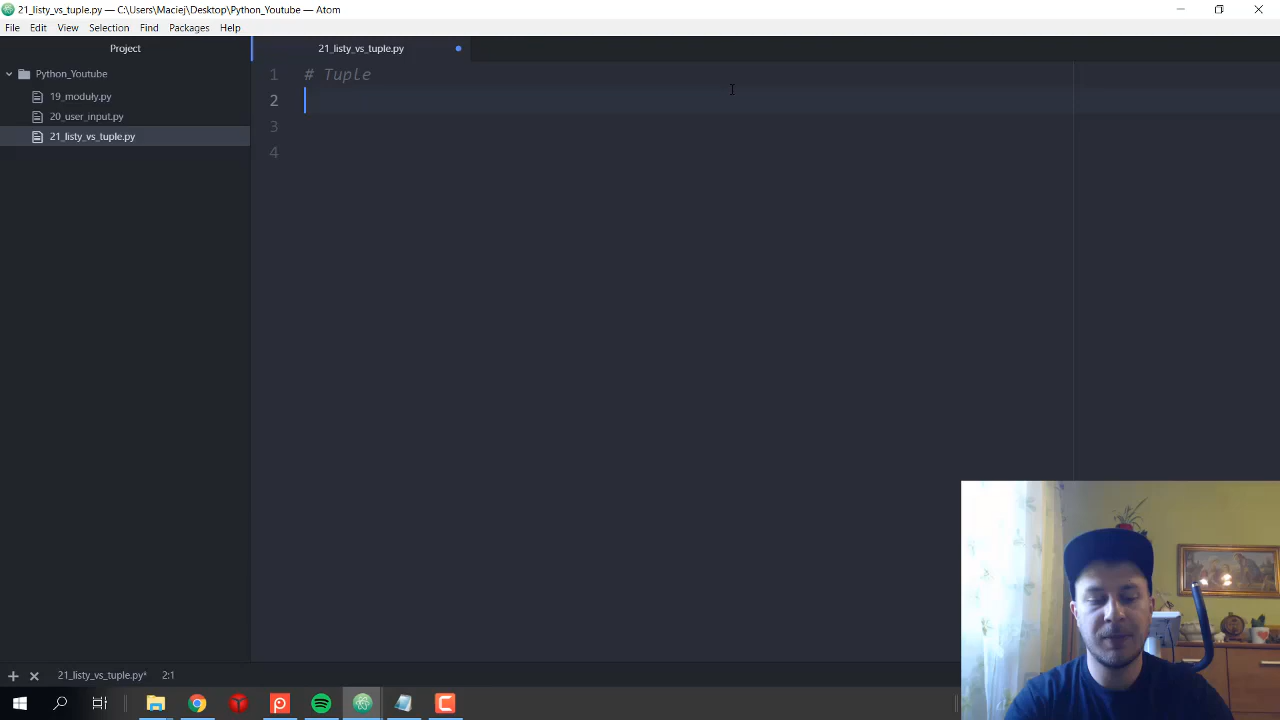 21_listy_vs_tuple.py — C:\Users\Maciej\Desktop\Python_Youtube — Atom
File Edit View Selection Find Packages Help
Project
21_listy_vs_tuple.py
Python_Youtube
19_moduły.py
20_user_input.py
21_listy_vs_tuple.py
1 # Tuple
2
3
4
21_listy_vs_tuple.py* 2:1